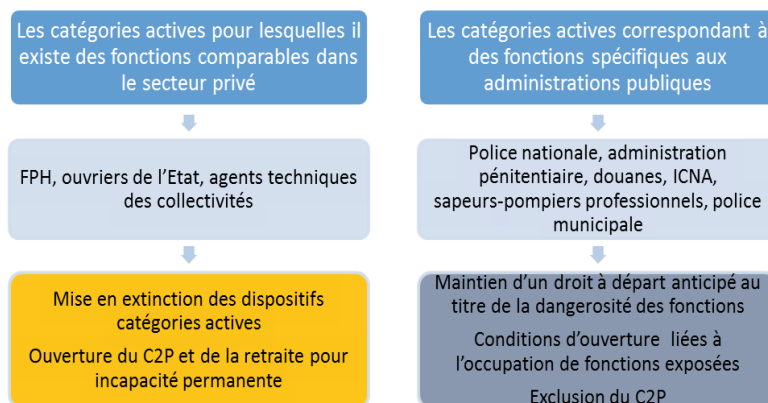 Les catégories actives pour lesquelles il
existe des fonctions comparables dans
le secteur privé
FPH, ouvriers de l'Etat, agents techniques
des collectivités
Mise en extinction des dispositifs
catégories actives
Ouverture du C2P et de la retraite pour
incapacité permanente
Les catégories actives correspondant à
des fonctions spécifiques aux
administrations publiques
Police nationale, administration
pénitentiaire, douanes, ICNA,
sapeurs-pompiers professionnels, police
municipale
Maintien d'un droit à départ anticipé au
titre de la dangerosité des fonctions
Conditions d'ouverture liées à
l'occupation de fonctions exposées
Exclusion du C2P